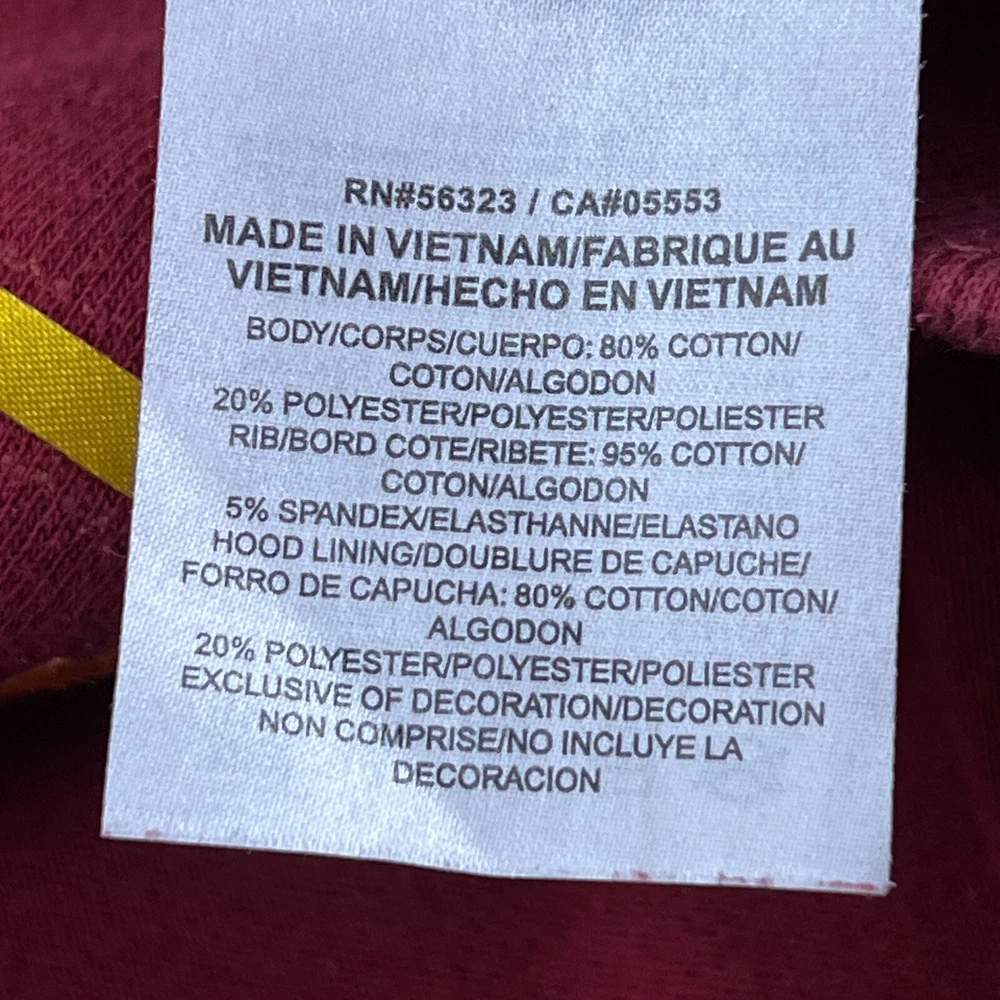 RN#56323 / CA#05553
MADE IN VIETNAM/FABRIQUE AU
VIETNAM/HECHO EN VIETNAM
BODY/CORPS/CUERPO: 80% COTTON/
COTON/ALGODON
20% POLYESTER/POLYESTER/POLIESTER
RIB/BORD COTE/RIBETE: 95% COTTON/
COTON/ALGODON
5% SPANDEX/ELASTHANNE/ELASTANO
HOOD LINING/DOUBLURE DE CAPUCHE/
FORRO DE CAPUCHA: 80% COTTON/COTON/
ALGODON
20% POLYESTER/POLYESTER/POLIESTER
EXCLUSIVE OF DECORATION/DECORATION
NON COMPRISE/NO INCLUYE LA
DECORACION